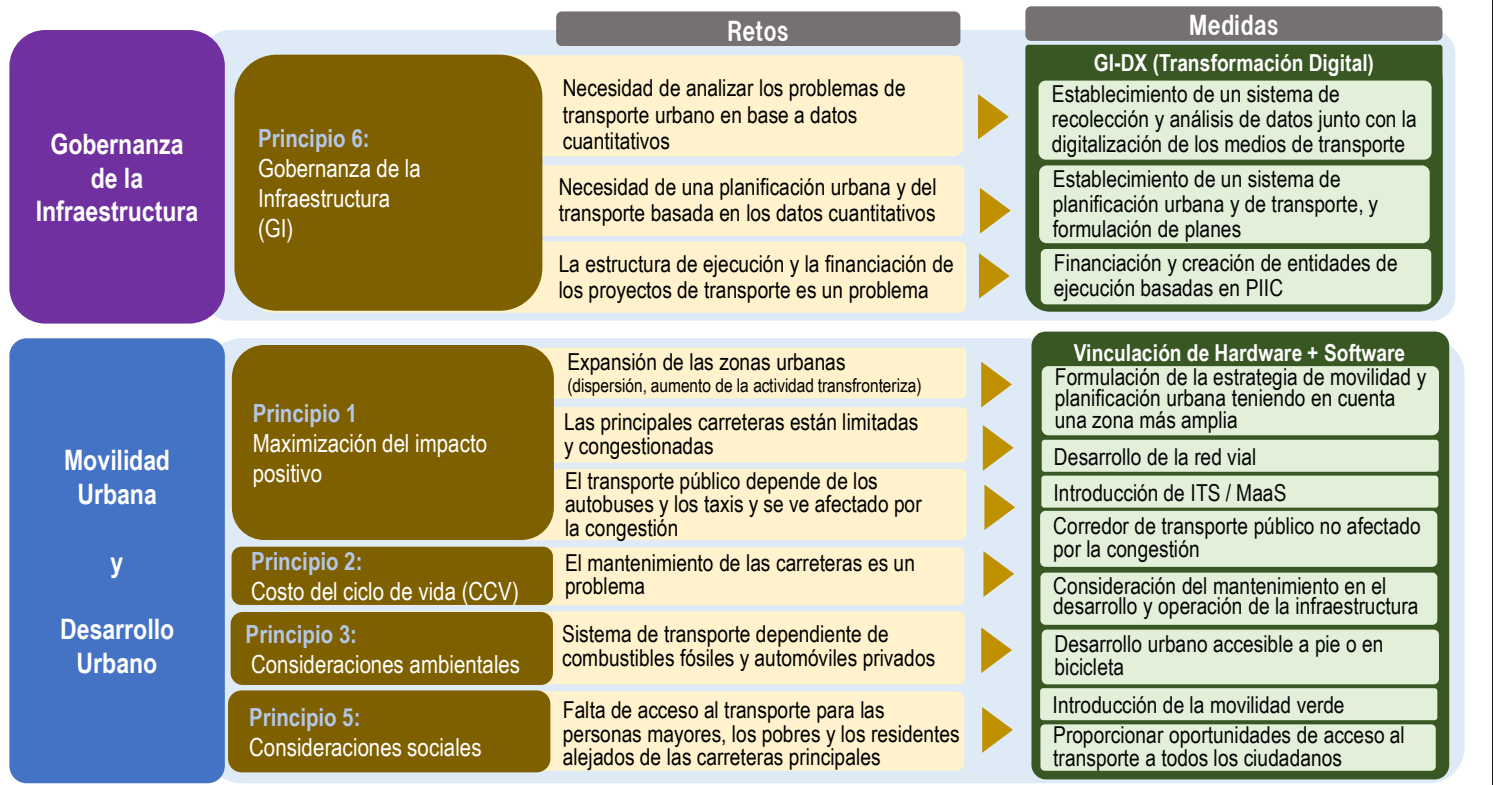 Retos
Medidas
Gobernanza
de la
Infraestructura
Principio 6:
Gobernanza de la
Infraestructura
(GI)
Necesidad de analizar los problemas de
transporte urbano en base a datos
cuantitativos
Necesidad de una planificación urbana y del
transporte basada en los datos cuantitativos
La estructura de ejecución y la financiación de
los proyectos de transporte es un problema
GI-DX (Transformación Digital)
Establecimiento de un sistema de
recolección y análisis de datos junto con la
digitalización de los medios de transporte
Establecimiento de un sistema de
planificación urbana y de transporte, y
formulación de planes
Financiación y creación de entidades de
ejecución basadas en PIIC
Movilidad
Urbana
y
Desarrollo
Urbano
Principio 1
Maximización del impacto
positivo
Expansión de las zonas urbanas
(dispersión, aumento de la actividad transfronteriza)
Las principales carreteras están limitadas
y congestionadas
El transporte público depende de los
autobuses y los taxis y se ve afectado por
la congestión
Principio 2:
Costo del ciclo de vida (CCV)
El mantenimiento de las carreteras es un
problema
Principio 3:
Consideraciones ambientales
Sistema de transporte dependiente de
combustibles fósiles y automóviles privados
Principio 5:
Consideraciones sociales
Falta de acceso al transporte para las
personas mayores, los pobres y los residentes
alejados de las carreteras principales
Vinculación de Hardware + Software
Formulación de la estrategia de movilidad y
planificación urbana teniendo en cuenta
una zona más amplia
Desarrollo de la red vial
Introducción de ITS / MaaS
Corredor de transporte público no afectado
por la congestión
Consideración del mantenimiento en el
desarrollo y operación de la infraestructura
Desarrollo urbano accesible a pie o en
bicicleta
Introducción de la movilidad verde
Proporcionar oportunidades de acceso al
transporte a todos los ciudadanos